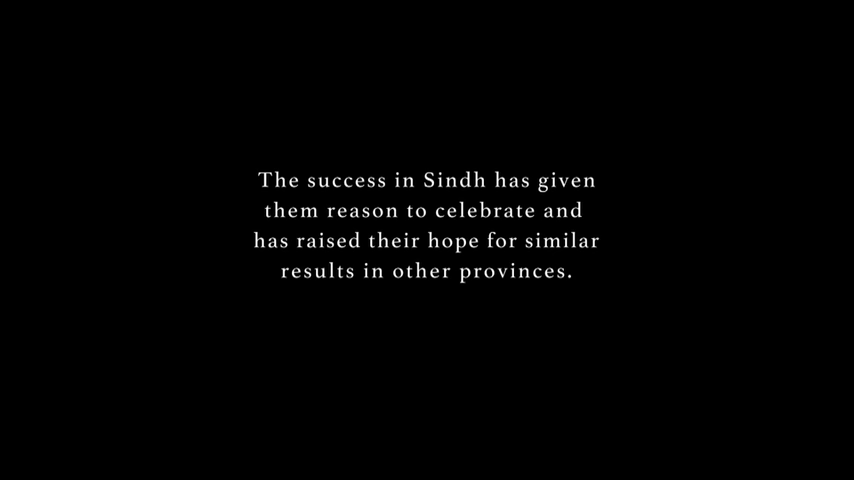 The success in Sindh has given
them reason to celebrate and
has raised their hope for similar
results in other provinces.